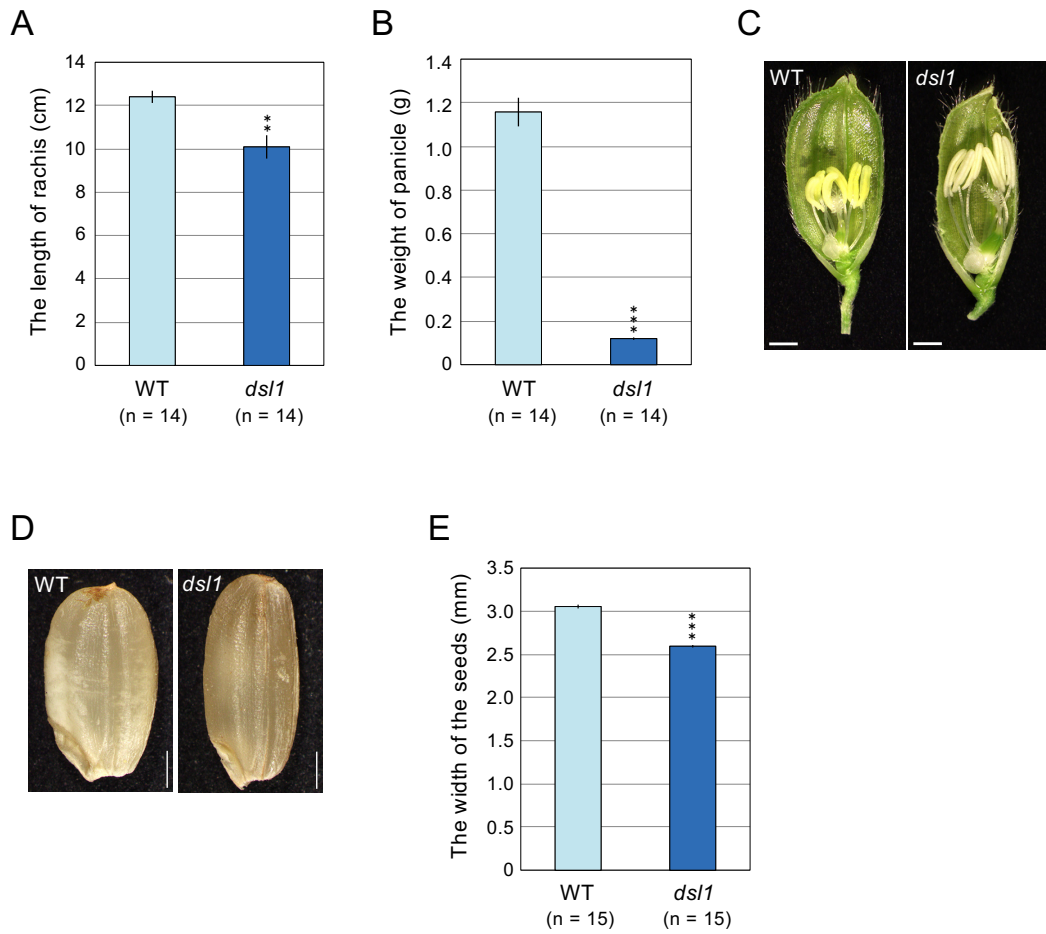 A
The length of rachis (cm)
14
12
10
8
6
4
2
0
**
WT
dsl1
(n = 14)
(n = 14)
B
The weight of panicle (g)
1.4
1.2
1.0
0.8
0.6
0.4
0.2
0
***
WT
dsl1
(n = 14)
(n = 14)
C
WT
dsl1
D
WT
dsl1
E
The width of the seeds (mm)
3.5
3.0
2.5
2.0
1.5
1.0
0.5
0
***
WT
dsl1
(n = 15)
(n = 15)